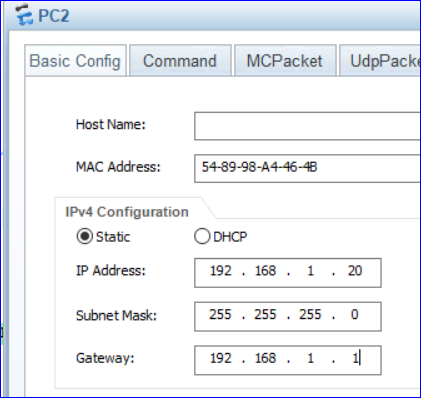 PC2
Basic Config Command MCPacket UdpPacke
Host Name:
MAC Address: 54-89-98-A4-46-4B
IPv4 Configuration
Static DHCP
IP Address: 192 . 168 . 1 . 20
Subnet Mask: 255 . 255 . 255 . 0
Gateway: 192 . 168 . 1 . 1